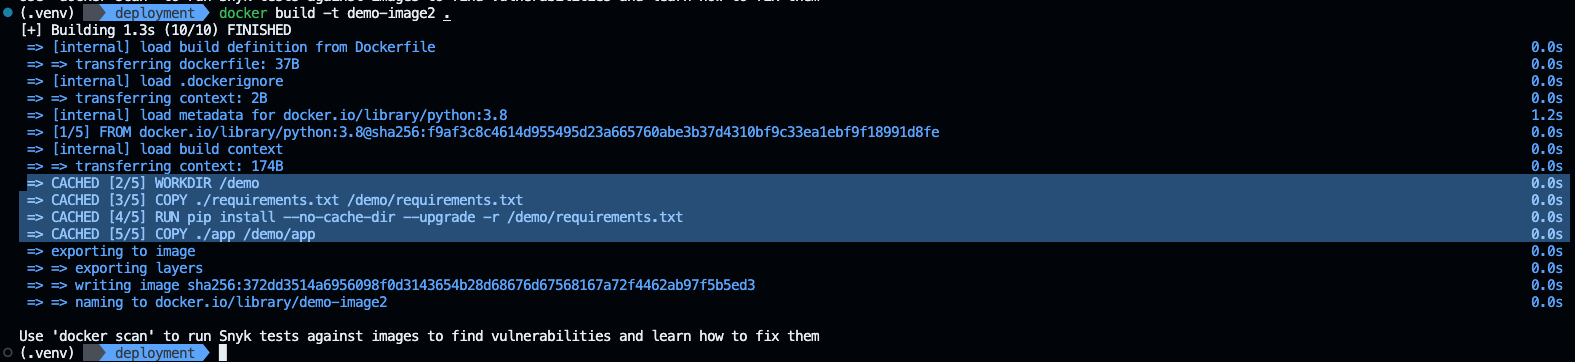 Use 'docker scan' to run Snyk tests against images to find vulnerabilities and learn how to fix them
(.venv) deployment docker build -t demo-image2 .
[+] Building 1.3s (10/10) FINISHED
=> [internal] load build definition from Dockerfile 0.0s
=> => transferring dockerfile: 37B 0.0s
=> [internal] load .dockerignore 0.0s
=> => transferring context: 2B 0.0s
=> [internal] load metadata for docker.io/library/python:3.8 1.2s
=> [1/5] FROM docker.io/library/python:3.8@sha256:f9af3c8c4614d955495d23a665760abe3b37d4310bf9c33ea1ebf9f18991d8fe 0.0s
=> [internal] load build context 0.0s
=> => transferring context: 174B 0.0s
=> CACHED [2/5] WORKDIR /demo 0.0s
=> CACHED [3/5] COPY ./requirements.txt /demo/requirements.txt 0.0s
=> CACHED [4/5] RUN pip install --no-cache-dir --upgrade -r /demo/requirements.txt 0.0s
=> CACHED [5/5] COPY ./app /demo/app 0.0s
=> exporting to image 0.0s
=> => exporting layers 0.0s
=> => writing image sha256:372dd3514a6956098f0d3143654b28d68676d67568167a72f4462ab97f5b5ed3 0.0s
=> => naming to docker.io/library/demo-image2 0.0s
Use 'docker scan' to run Snyk tests against images to find vulnerabilities and learn how to fix them
(.venv) deployment